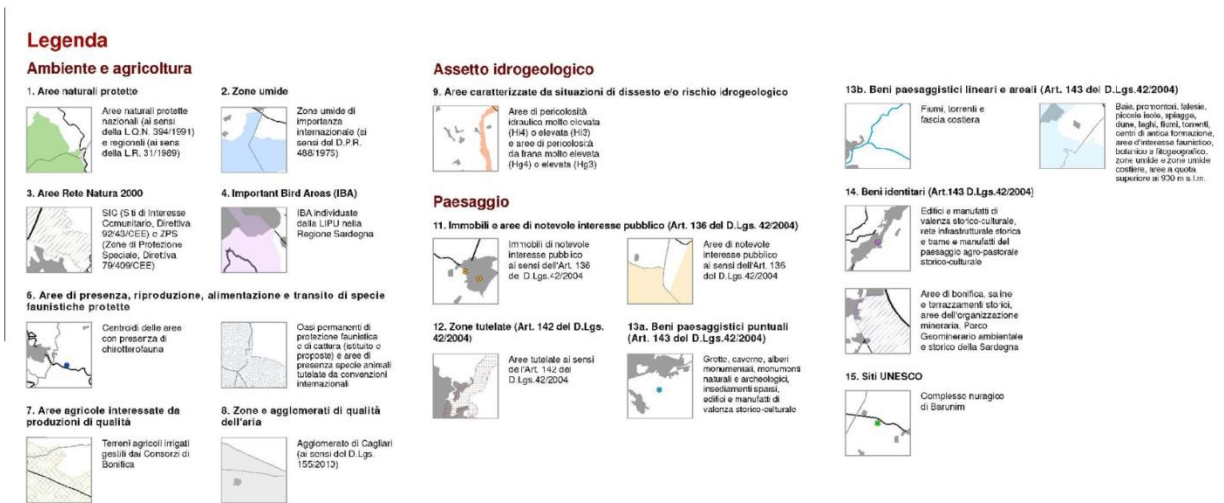 Legenda
Ambiente e agricoltura
1. Aree naturali protette
Aree naturali protette
nazionali (ai sensi
della L.Q.N. 394/1991)
e regionali (ai sensi
della L.R. 31/1989)
2. Zone umide
Zone umide di
importanza
internazionale (ai
sensi del D.P.R.
488/1976)
3. Aree Rete Natura 2000
SIC (Siti di Interesse
Comunitario, Direttiva
92/43/CEE) e ZPS
(Zone di Protezione
Speciale, Direttiva
79/409/CEE)
4. Important Bird Areas (IBA)
IBA individuate
dalla LIPU nella
Regione Sardegna
6. Aree di presenza, riproduzione, alimentazione e transito di specie
faunistiche protette
Centroidi delle aree
con presenza di
chirotterofauna
Oasi permanenti di
protezione faunistica
e di cattura (istituite e
proposte) e aree di
presenza specie animali
tutelate da convenzioni
internazionali
7. Aree agricole interessate da
produzioni di qualità
Terreni agricoli irrigati
gestiti dai Consorzi di
Bonifica
8. Zone e agglomerati di qualità
dell'aria
Agglomerato di Cagliari
(ai sensi del D.Lgs.
155/2010)
Assetto idrogeologico
9. Aree caratterizzate da situazioni di dissesto e/o rischio idrogeologico
Aree di pericolosità
idraulica molto elevata
(Hi4) o elevata (Hi3)
e aree di pericolosità
da frana molto elevata
(Hg4) o elevata (Hg3)
Paesaggio
11. Immobili e aree di notevole interesse pubblico (Art. 136 del D.Lgs. 42/2004)
Immobili di notevole
interesse pubblico
ai sensi dell'Art. 136
del D.Lgs.42/2004
Aree di notevole
interesse pubblico
ai sensi dell'Art. 136
del D.Lgs.42/2004
12. Zone tutelate (Art. 142 del D.Lgs.
42/2004)
Aree tutelate ai sensi
dell'Art. 142 del
D.Lgs.42/2004
13a. Beni paesaggistici puntuali
(Art. 143 del D.Lgs.42/2004)
Grotte, caverne, alberi
monumentali, monumenti
naturali e archeologici,
insediamenti sparsi,
edifici e manufatti di
valenza storico-culturale
13b. Beni paesaggistici lineari e areali (Art. 143 del D.Lgs.42/2004)
Fiumi, torrenti e
fascia costiera
Baie, promontori, falesie,
piccole isole, spiagge,
dune, laghi, fiumi, torrenti,
centri di antica formazione,
aree d'interesse faunistico,
botanico e fitogeografico,
zone umide e zone umide
costiere, aree a quota
superiore ai 900 m s.l.m.
14. Beni identitari (Art.143 D.Lgs.42/2004)
Edifici e manufatti di
valenza storico-culturale,
rete infrastrutturale storica
e trame e manufatti del
paesaggio agro-pastorale
storico-culturale
Aree di bonifica, saline
e terrazzamenti storici,
aree dell'organizzazione
mineraria, Parco
Geominerario ambientale
e storico della Sardegna
15. Siti UNESCO
Complesso nuragico
di Barumini